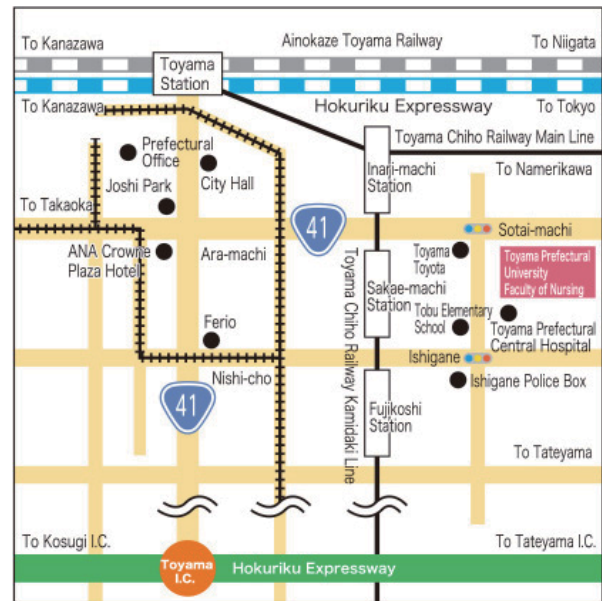 To Kanazawa
Ainokaze Toyama Railway
To Niigata
Toyama
Station
To Kanazawa
Hokuriku Expressway
To Tokyo
Toyama Chiho Railway Main Line
Prefectural
Office
City Hall
Inari-machi
Station
To Namerikawa
Joshi Park
To Takaoka
41
Sotai-machi
ANA Crowne
Plaza Hotel
Ara-machi
Toyama
Toyota
Toyama Prefectural
University
Faculty of Nursing
Sakae-machi
Station
Toyama Chiho Railway Kamidaki Line
Tobu Elementary
School
Toyama Prefectural
Central Hospital
Ferio
Nishi-cho
Ishigane
Ishigane Police Box
41
Fujikoshi
Station
To Tateyama
To Kosugi I.C.
To Tateyama I.C.
Toyama
I.C.
Hokuriku Expressway